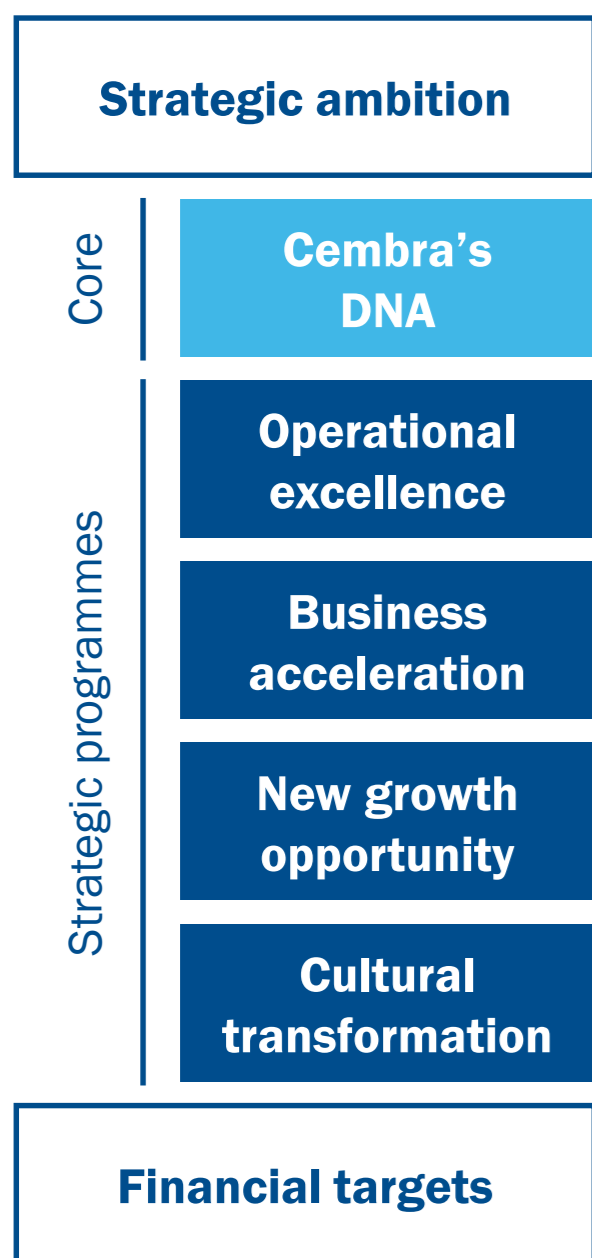 Strategic ambition
Core
Cembra’s
DNA
Strategic programmes
Operational
excellence
Business
acceleration
New growth
opportunity
Cultural
transformation
Financial targets